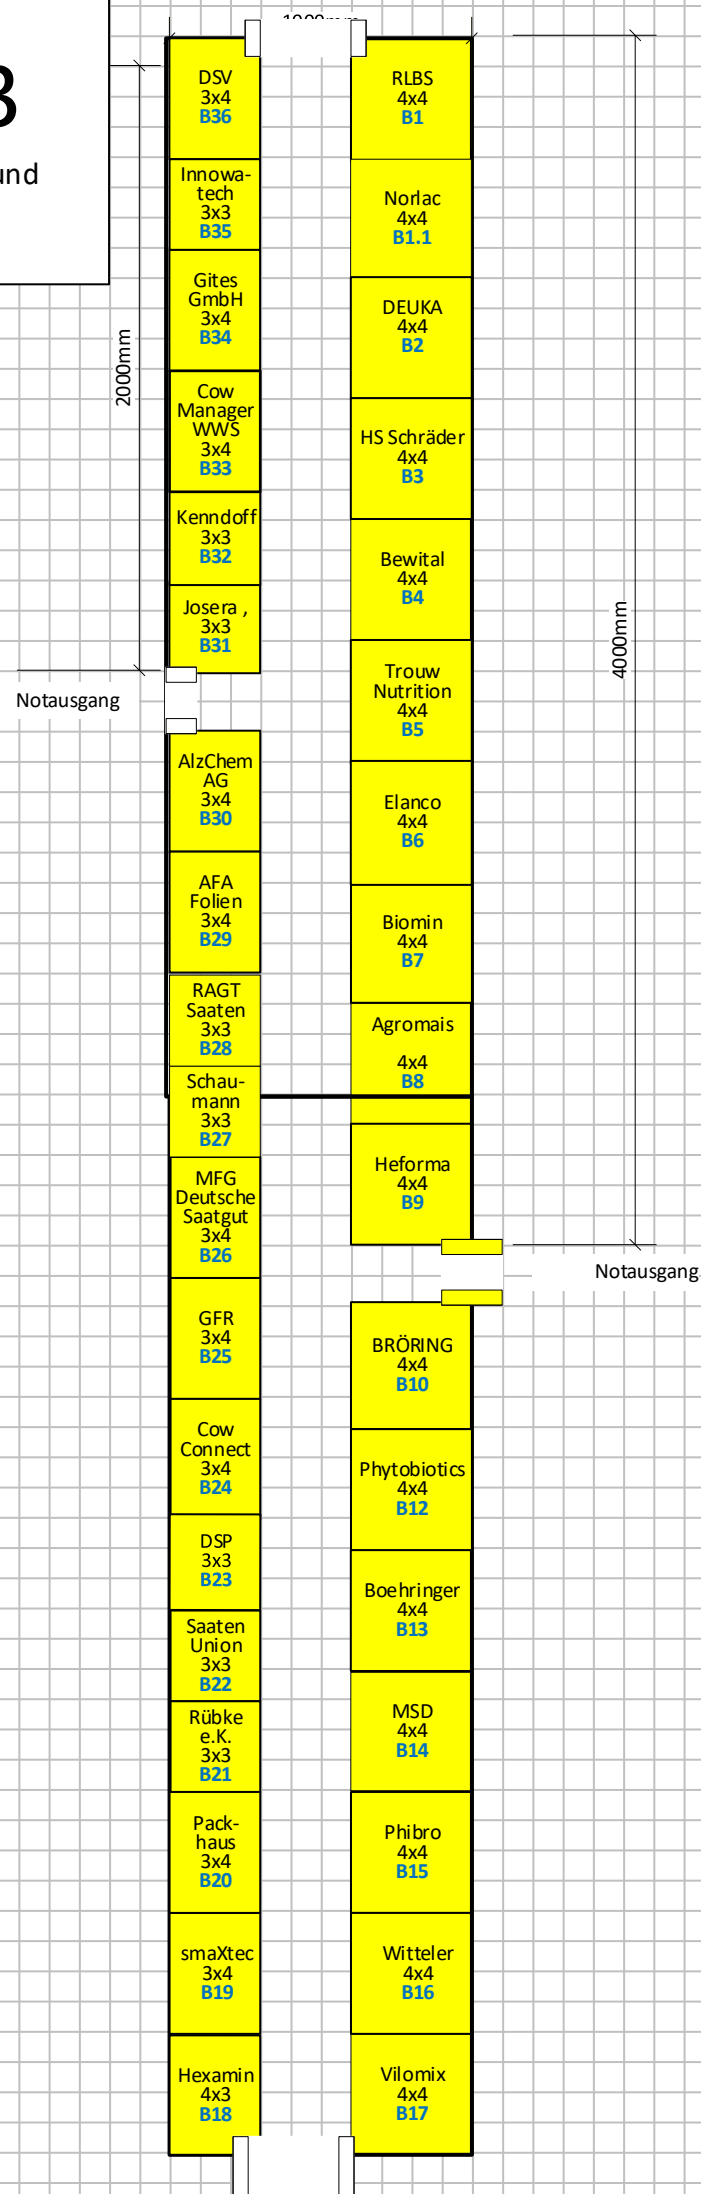 und
2000mm
Notausgang
DSV
3x4
B36
Innowa-
tech
3x3
B35
Gites
GmbH
3x4
B34
Cow
Manager
WWS
3x4
B33
Kenndoff
3x3
B32
Josera ,
3x3
B31
AlzChem
AG
3x4
B30
AFA
Folien
3x4
B29
RAGT
Saaten
3x3
B28
Schau-
mann
3x3
B27
MFG
Deutsche
Saatgut
3x4
B26
GFR
3x4
B25
Cow
Connect
3x4
B24
DSP
3x3
B23
Saaten
Union
3x3
B22
Rübke
e.K.
3x3
B21
Pack-
haus
3x4
B20
smaXtec
3x4
B19
Hexamin
4x3
B18
RLBS
4x4
B1
Norlac
4x4
B1.1
DEUKA
4x4
B2
HS Schräder
4x4
B3
Bewital
4x4
B4
Trouw
Nutrition
4x4
B5
Elanco
4x4
B6
Biomin
4x4
B7
Agromais
4x4
B8
Heforma
4x4
B9
BRÖRING
4x4
B10
Phytobiotics
4x4
B12
Boehringer
4x4
B13
MSD
4x4
B14
Phibro
4x4
B15
Witteler
4x4
B16
Vilomix
4x4
B17
4000mm
Notausgang